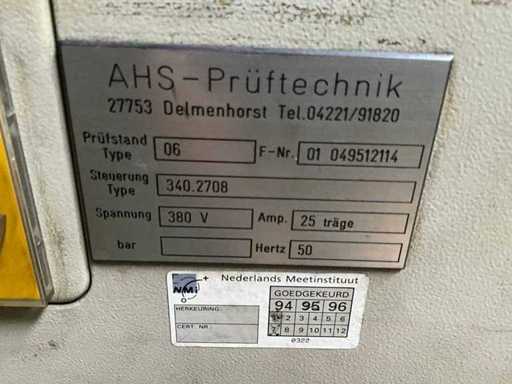 AHS-Prüftechnik
27753 Delmenhorst Tel.04221/91820
Prüfstand Type 06 F-Nr. 01 049512114
Steuerung Type 340.2708
Spannung 380 V Amp. 25 träge
bar Hertz 50
NMi Nederlands Meetinstituut
GOEDGEKEURD
HERKEURING:
94 95 96
2 3 4 5 6
CERT. NR.:
7 8 9 10 11 12
0322